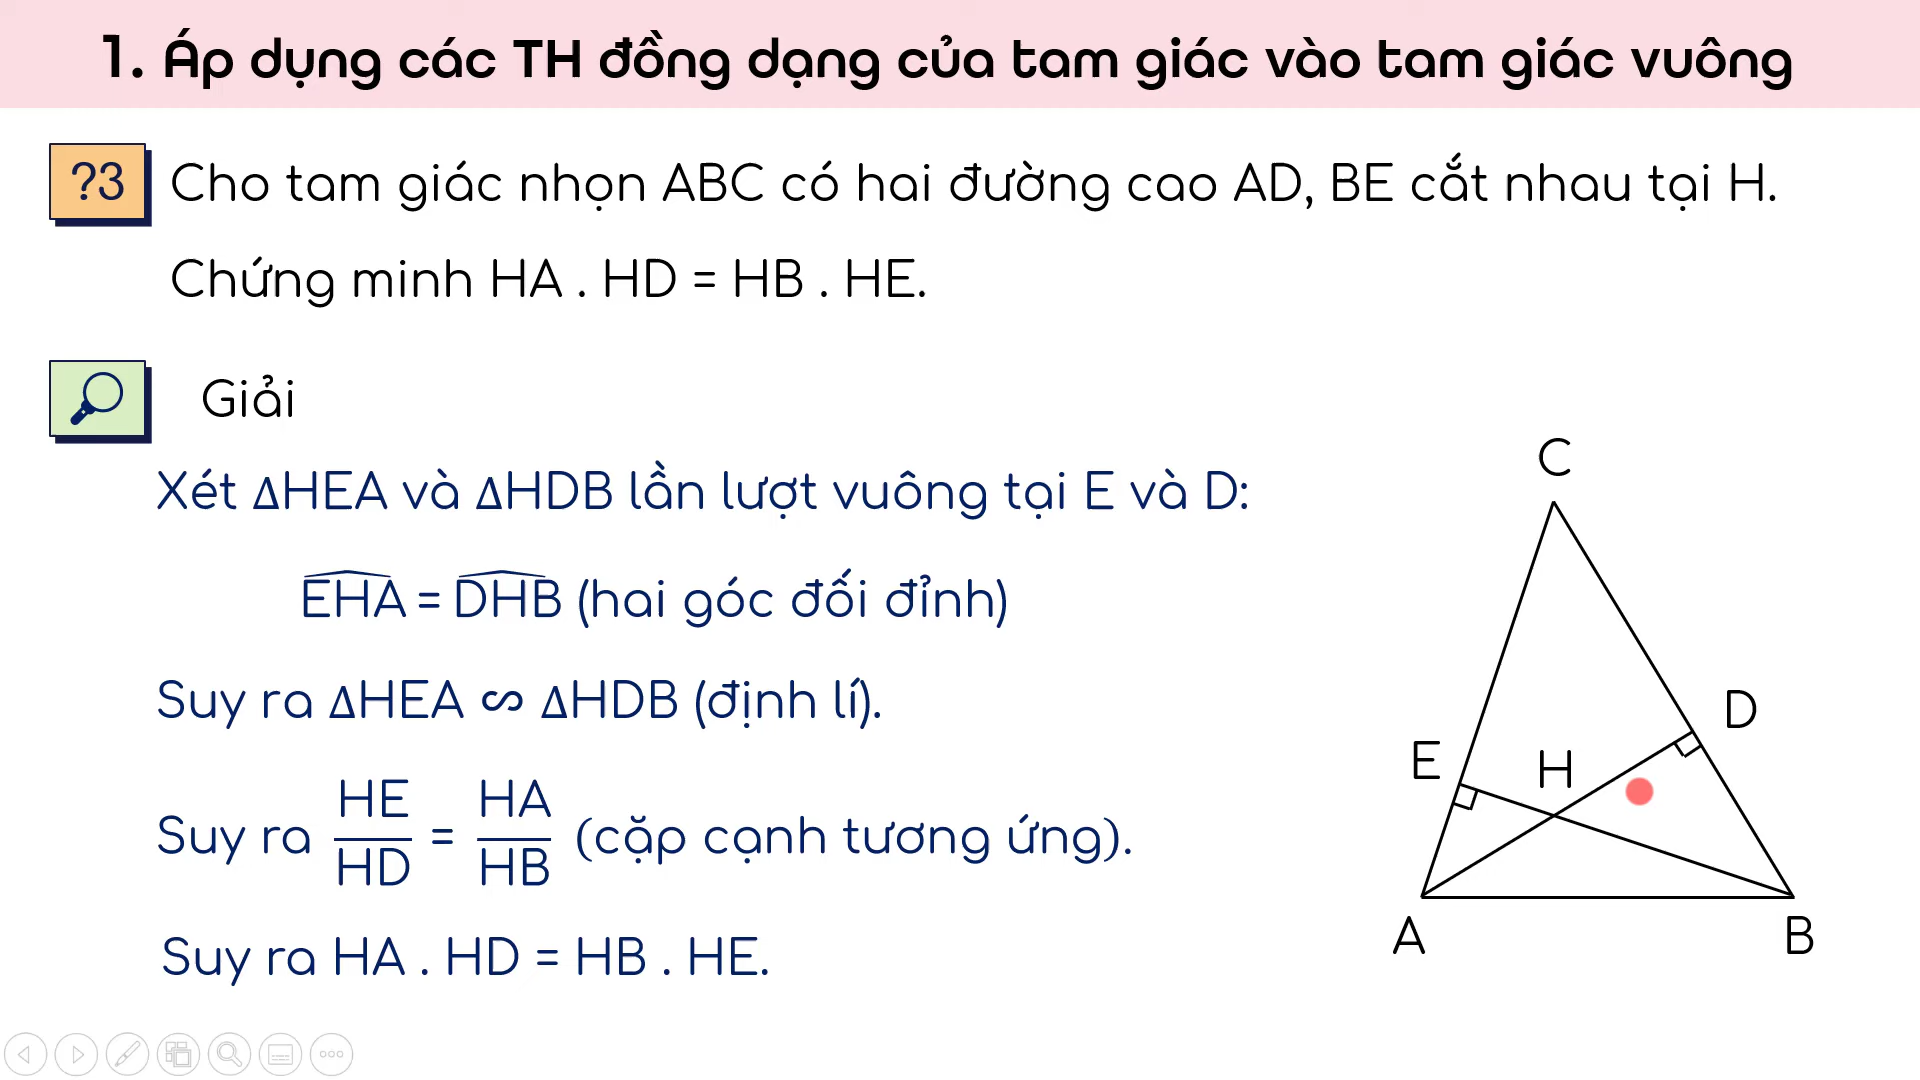 1. Áp dụng các TH đồng dạng của tam giác vào tam giác vuông
?3 Cho tam giác nhọn ABC có hai đường cao AD, BE cắt nhau tại H.
Chứng minh HA . HD = HB . HE.
Giải
Xét ΔHEA và ΔHDB lần lượt vuông tại E và D:
\widehat{EHA} = \widehat{DHB} (hai góc đối đỉnh)
Suy ra ΔHEA ∽ ΔHDB (định lí).
Suy ra HE/HD = HA/HB (cặp cạnh tương ứng).
Suy ra HA . HD = HB . HE.
C
D
E
H
A
B